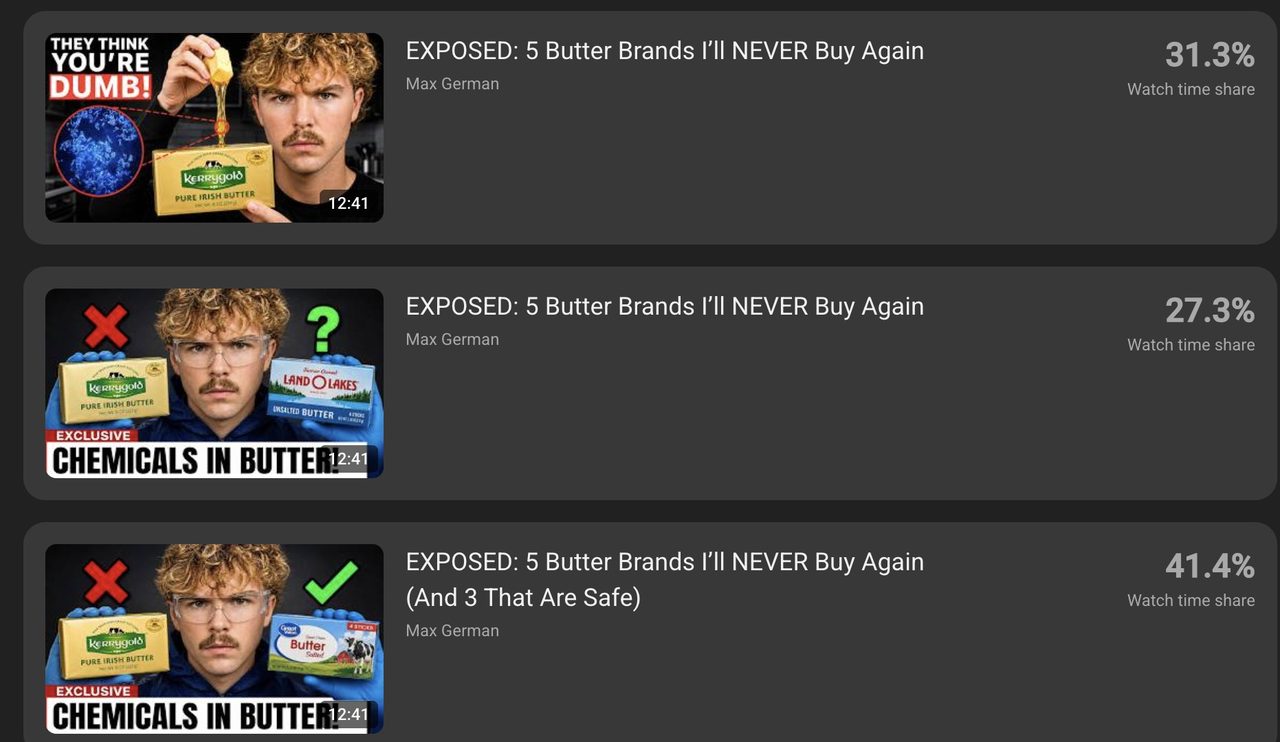 THEY THINK
YOU'RE
DUMB!
Kerrygold
PURE IRISH BUTTER
12:41
EXPOSED: 5 Butter Brands I’ll NEVER Buy Again
Max German
31.3%
Watch time share
Kerrygold
PURE IRISH BUTTER
LAND O LAKES
UNSALTED BUTTER
EXCLUSIVE
CHEMICALS IN BUTTER!
12:41
EXPOSED: 5 Butter Brands I’ll NEVER Buy Again
Max German
27.3%
Watch time share
Kerrygold
PURE IRISH BUTTER
Great Value
Butter
Salted
4 STICKS
EXCLUSIVE
CHEMICALS IN BUTTER!
12:41
EXPOSED: 5 Butter Brands I’ll NEVER Buy Again
(And 3 That Are Safe)
Max German
41.4%
Watch time share